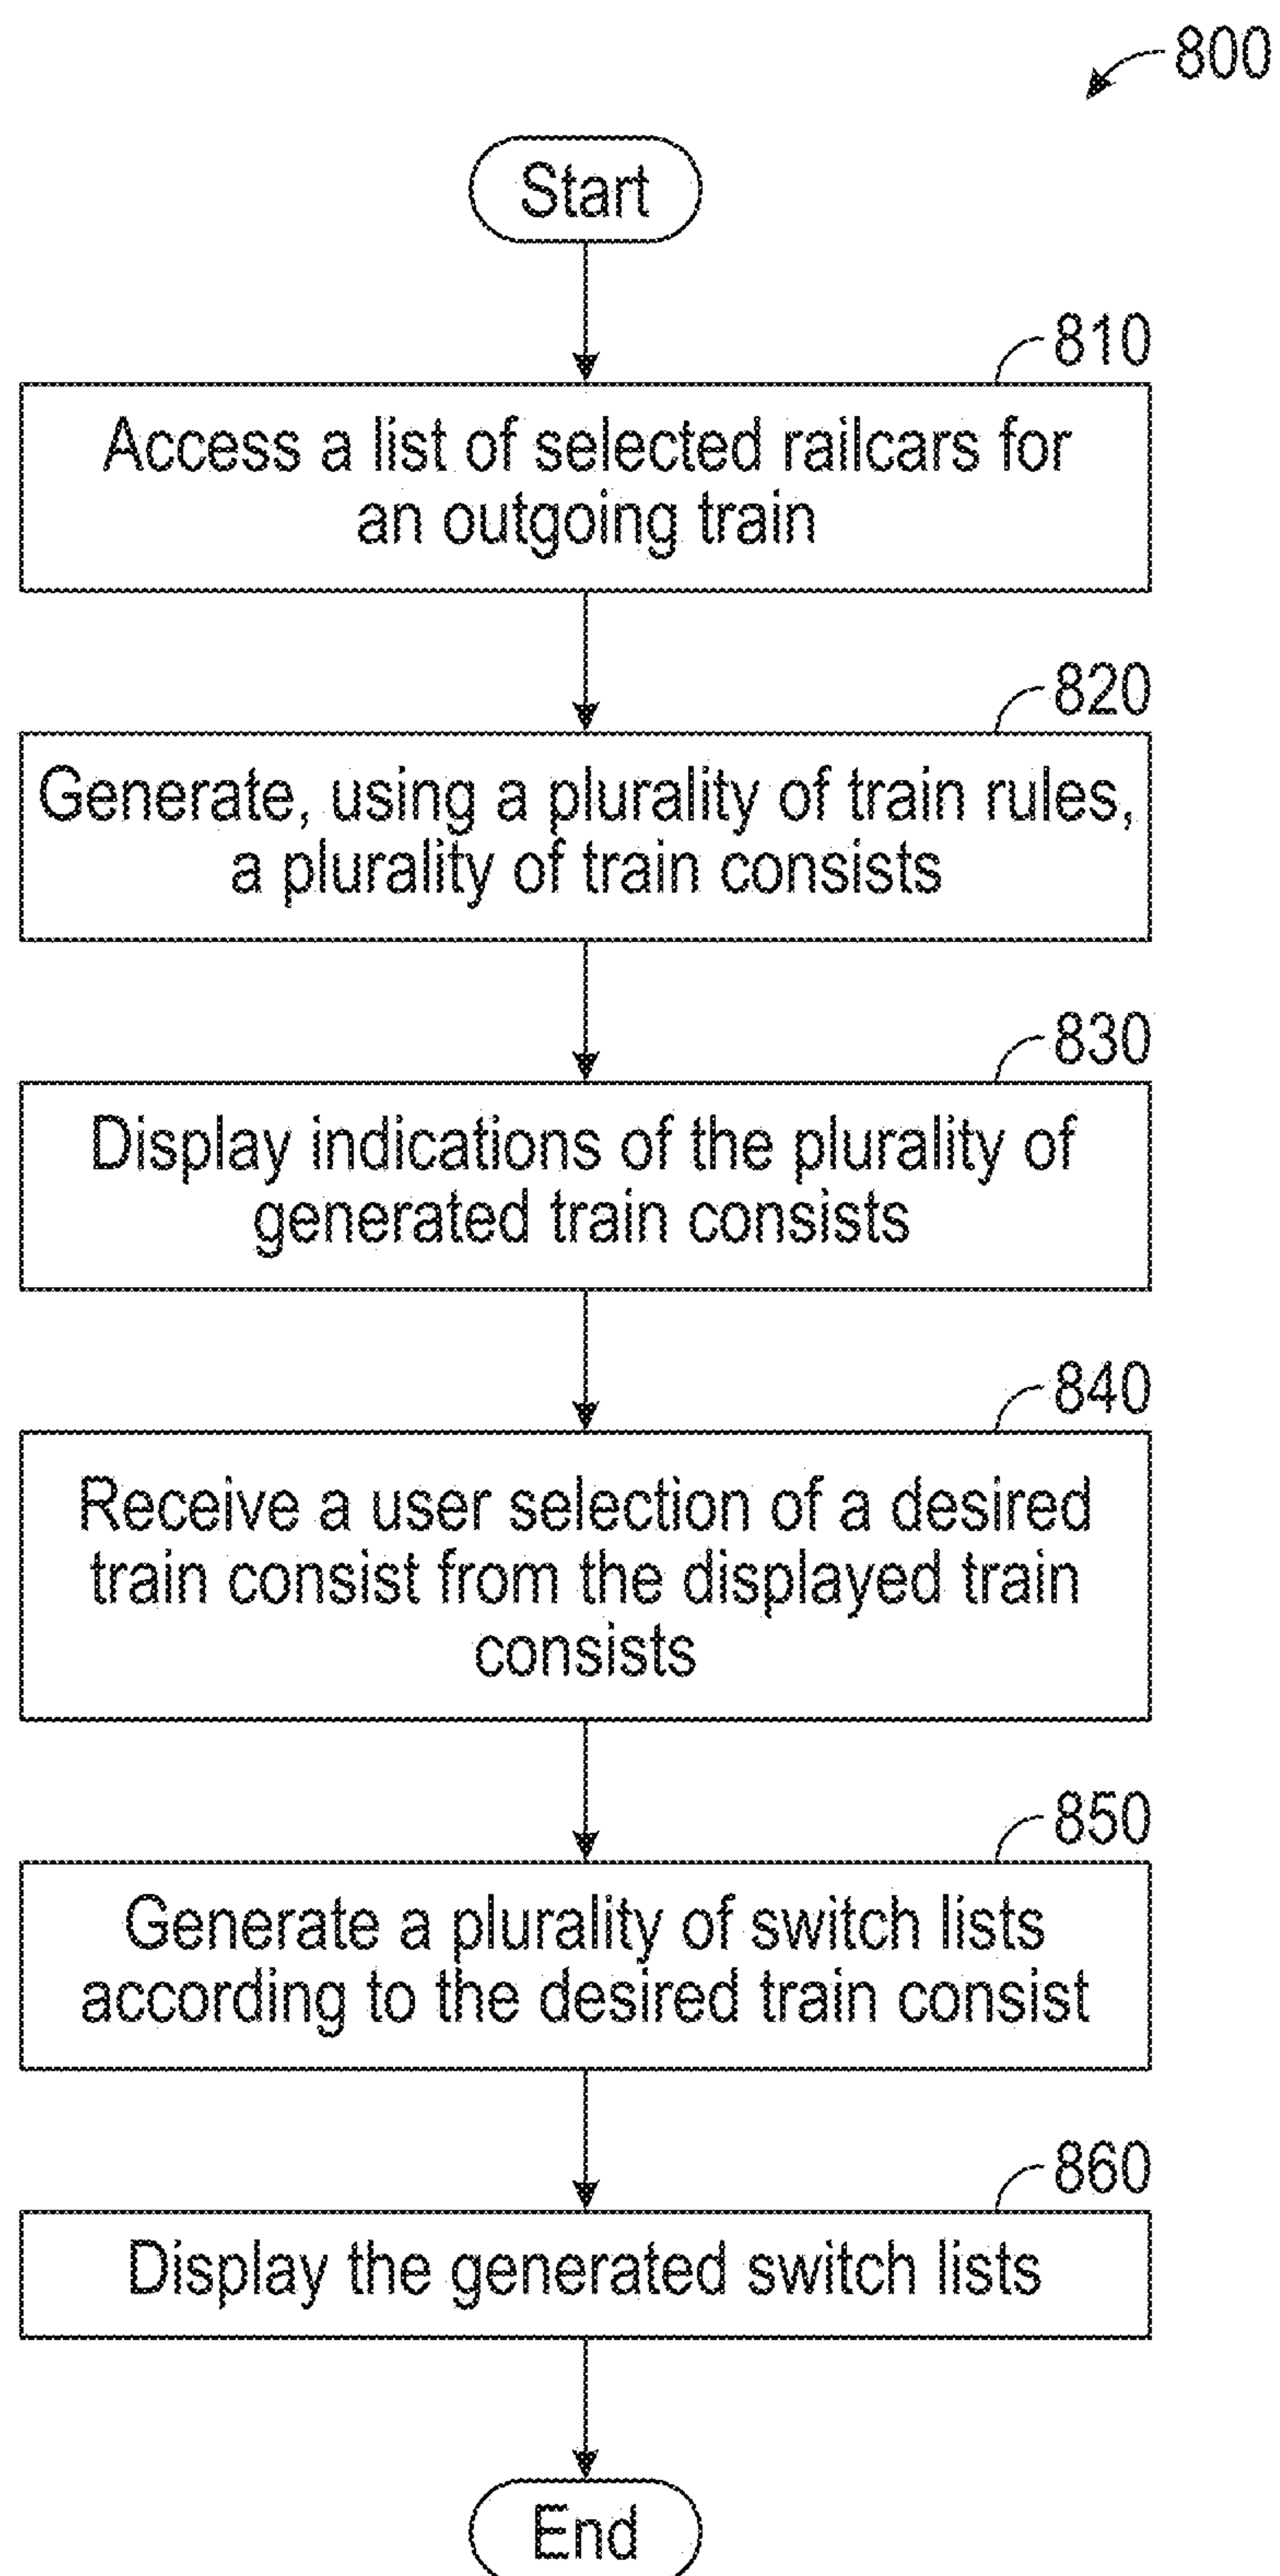 800
Start
810
Access a list of selected railcars for
an outgoing train
820
Generate, using a plurality of train rules,
a plurality of train consists
830
Display indications of the plurality of
generated train consists
840
Receive a user selection of a desired
train consist from the displayed train
consists
850
Generate a plurality of switch lists
according to the desired train consist
860
Display the generated switch lists
End